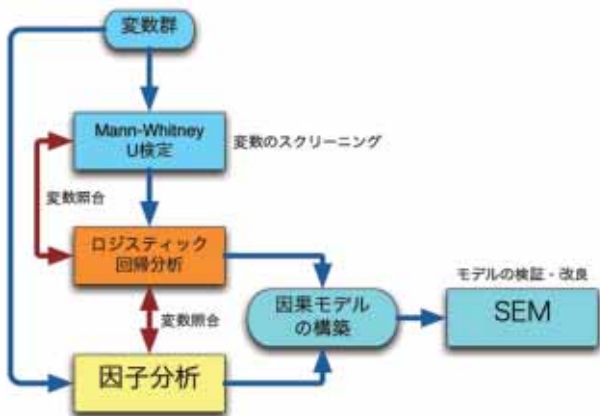 変数群
Mann-Whitney
U検定
変数のスクリーニング
変数照合
ロジスティック
回帰分析
変数照合
因子分析
因果モデル
の構築
モデルの検証・改良
SEM